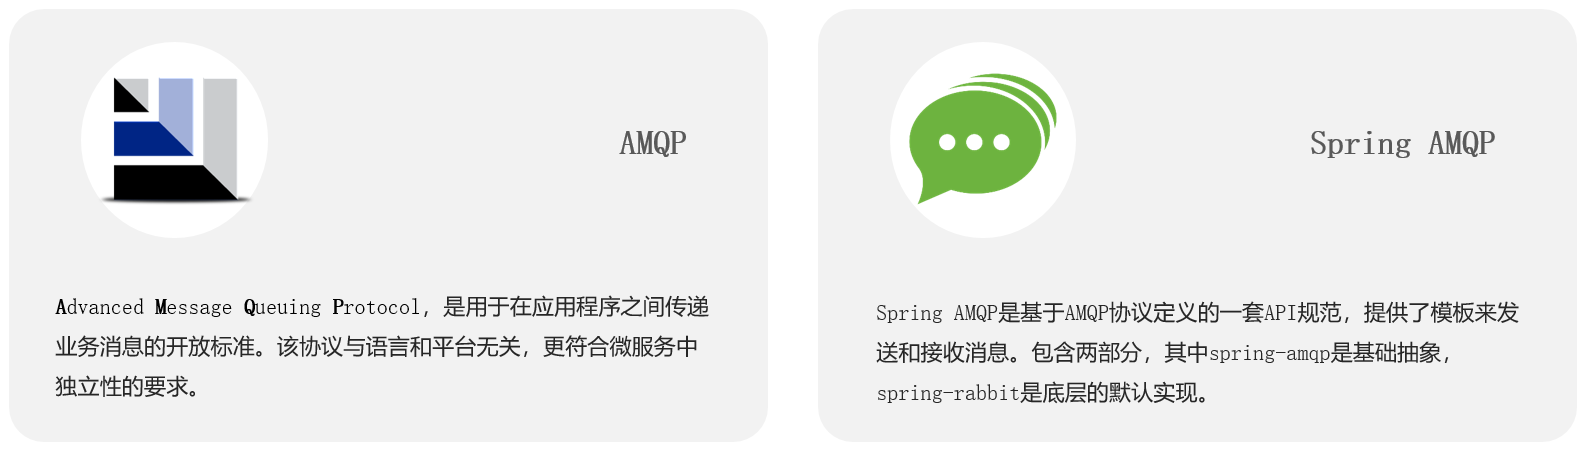 AMQP
Advanced Message Queuing Protocol，是用于在应用程序之间传递
业务消息的开放标准。该协议与语言和平台无关，更符合微服务中
独立性的要求。
Spring AMQP
Spring AMQP是基于AMQP协议定义的一套API规范，提供了模板来发
送和接收消息。包含两部分，其中spring-amqp是基础抽象，
spring-rabbit是底层的默认实现。